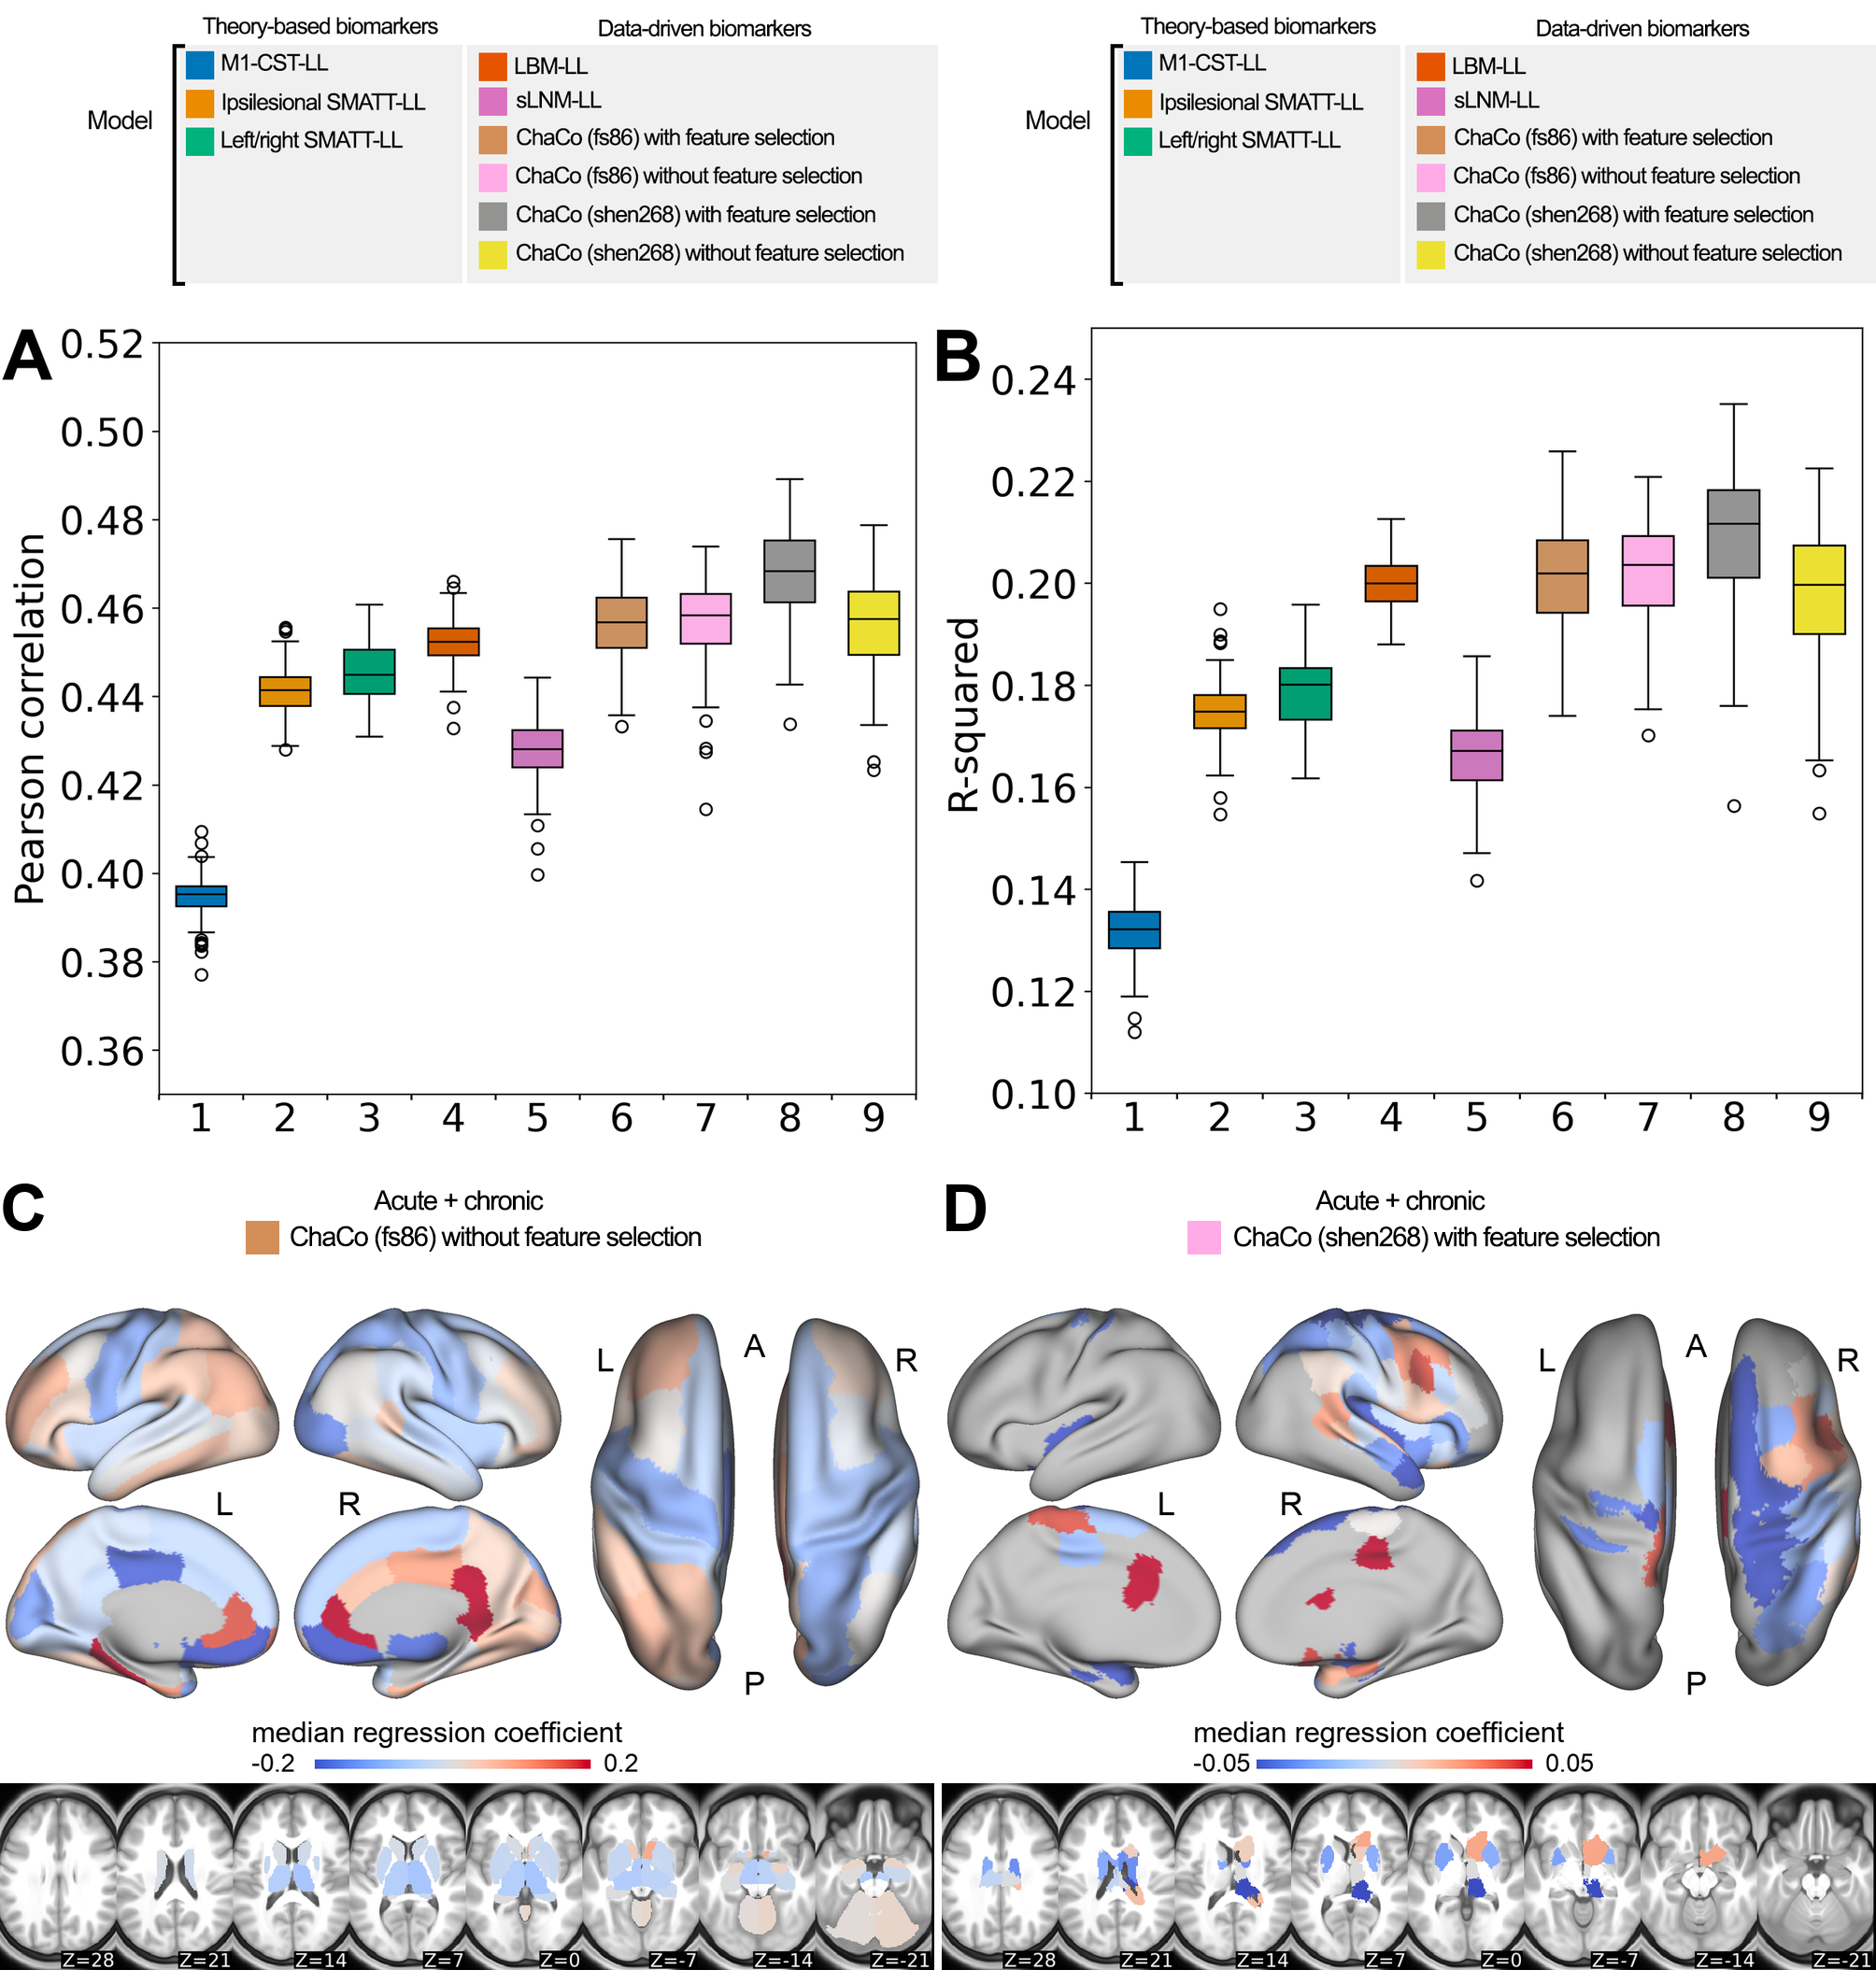 Theory-based biomarkers
Data-driven biomarkers
Model
M1-CST-LL
Ipsilesional SMATT-LL
Left/right SMATT-LL
LBM-LL
sLNM-LL
ChaCo (fs86) with feature selection
ChaCo (fs86) without feature selection
ChaCo (shen268) with feature selection
ChaCo (shen268) without feature selection
Theory-based biomarkers
Data-driven biomarkers
Model
M1-CST-LL
Ipsilesional SMATT-LL
Left/right SMATT-LL
LBM-LL
sLNM-LL
ChaCo (fs86) with feature selection
ChaCo (fs86) without feature selection
ChaCo (shen268) with feature selection
ChaCo (shen268) without feature selection
A
Pearson correlation
0.52
0.50
0.48
0.46
0.44
0.42
0.40
0.38
0.36
1 2 3 4 5 6 7 8 9
B
R-squared
0.24
0.22
0.20
0.18
0.16
0.14
0.12
0.10
1 2 3 4 5 6 7 8 9
C
Acute + chronic
ChaCo (fs86) without feature selection
L A R
L R
P
median regression coefficient
-0.2 0.2
Z=28 Z=21 Z=14 Z=7 Z=0 Z=-7 Z=-14 Z=-21
D
Acute + chronic
ChaCo (shen268) with feature selection
L A R
L R
P
median regression coefficient
-0.05 0.05
Z=28 Z=21 Z=14 Z=7 Z=0 Z=-7 Z=-14 Z=-21